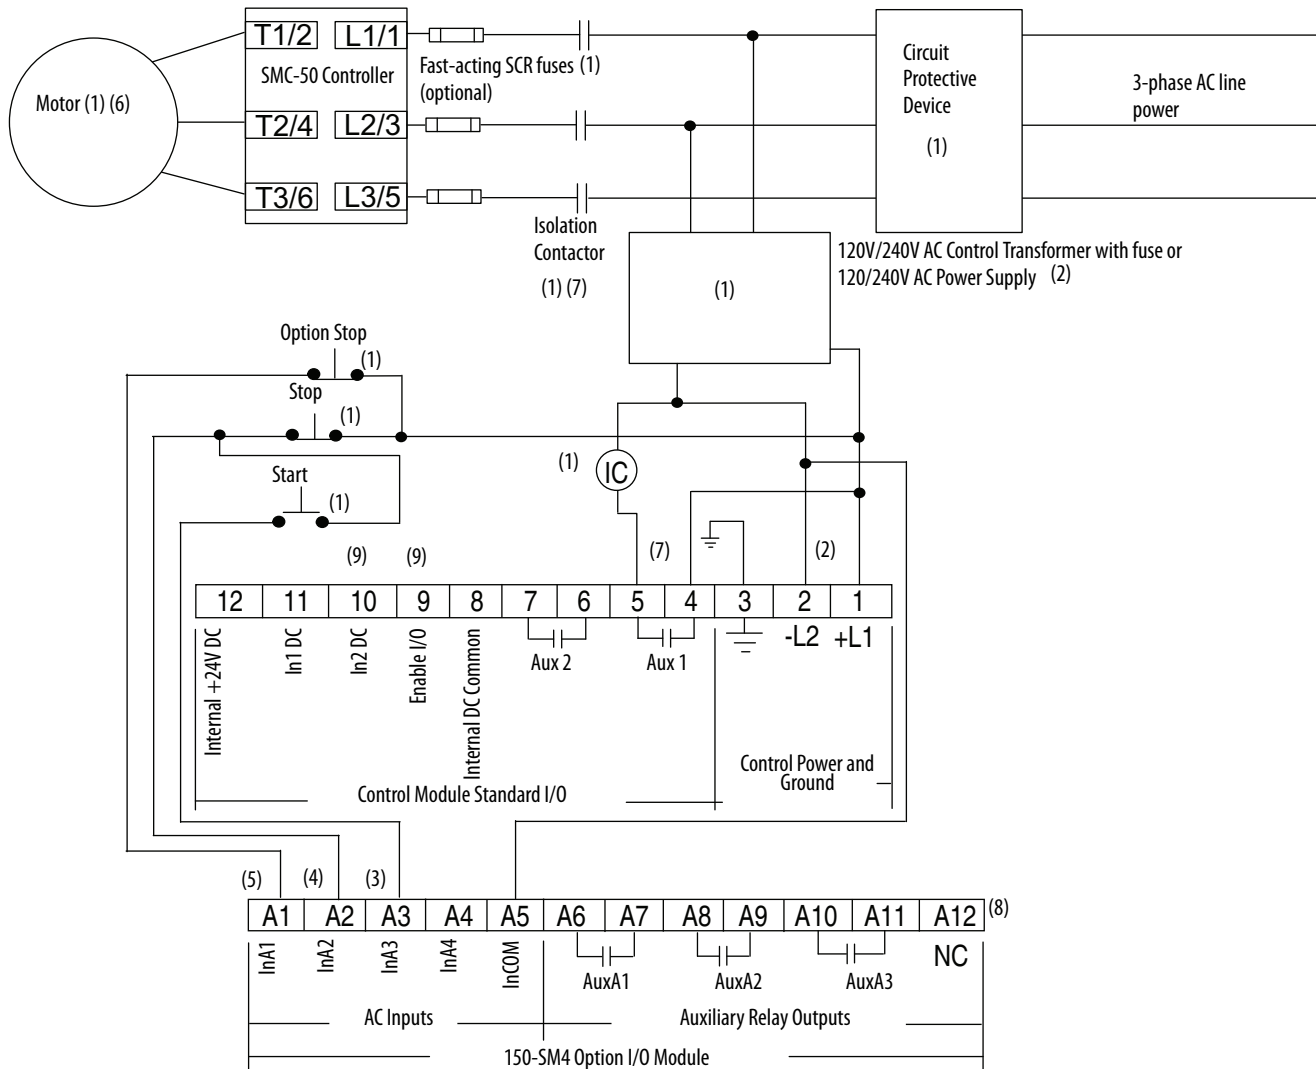 T1/2 L1/1
SMC-50 Controller
T2/4 L2/3
T3/6 L3/5
Motor (1) (6)
Fast-acting SCR fuses (1)
(optional)
Isolation
Contactor
(1) (7)
Circuit
Protective
Device
(1)
3-phase AC line
power
(1)
120V/240V AC Control Transformer with fuse or
120/240V AC Power Supply (2)
Option Stop
(1)
Stop
(1)
Start
(1)
(1)
IC
(9) (9) (7) (2)
12 11 10 9 8 7 6 5 4 3 2 1
Internal +24V DC
In1 DC
In2 DC
Enable I/O
Internal DC Common
Aux 2
Aux 1
-L2 +L1
Control Module Standard I/O
Control Power and
Ground
(5) (4) (3)
A1 A2 A3 A4 A5 A6 A7 A8 A9 A10 A11 A12 (8)
InA1
InA2
InA3
InA4
InCOM
AuxA1
AuxA2
AuxA3
NC
AC Inputs
Auxiliary Relay Outputs
150-SM4 Option I/O Module